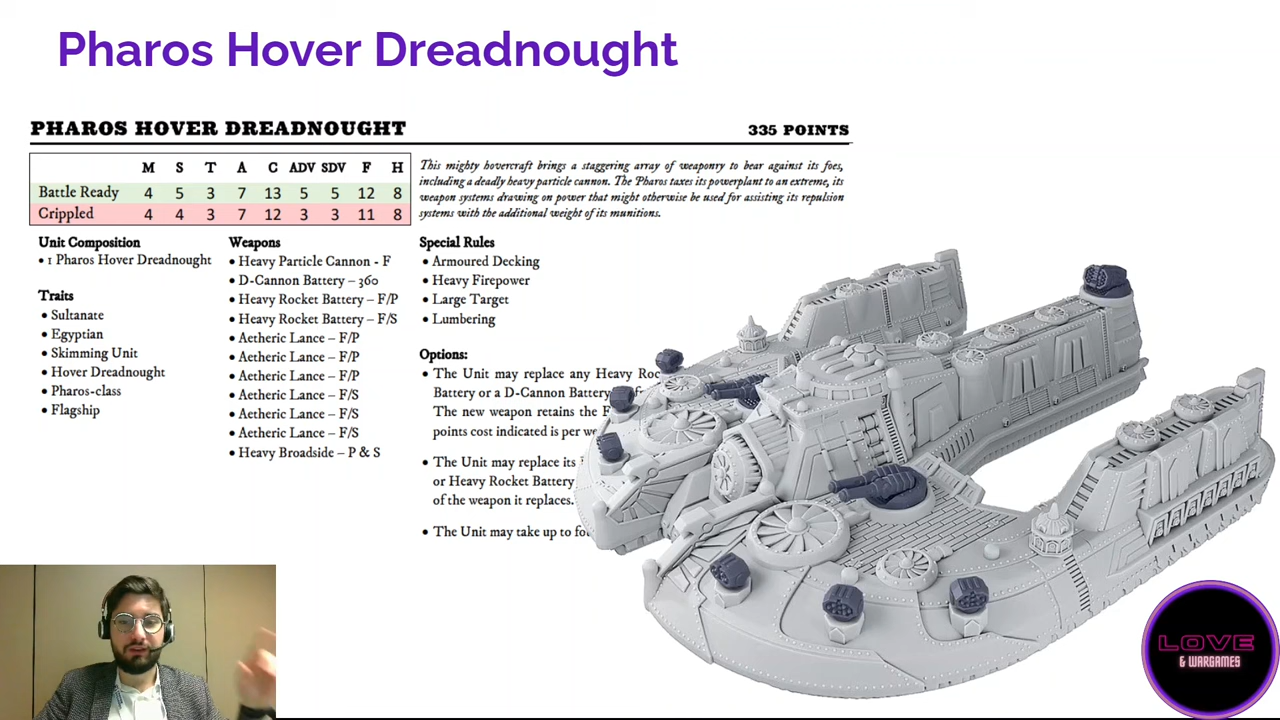 Pharos Hover Dreadnought
PHAROS HOVER DREADNOUGHT 335 POINTS
M S T A C ADV SDV F H
Battle Ready 4 5 3 7 13 5 5 12 8
Crippled 4 4 3 7 12 3 3 11 8
This mighty hovercraft brings a staggering array of weaponry to bear against its foes,
including a deadly heavy particle cannon. The Pharos taxes its powerplant to an extreme, its
weapon systems drawing on power that might otherwise be used for assisting its repulsion
systems with the additional weight of its munitions.
Unit Composition
• 1 Pharos Hover Dreadnought
Traits
• Sultanate
• Egyptian
• Skimming Unit
• Hover Dreadnought
• Pharos-class
• Flagship
Weapons
• Heavy Particle Cannon - F
• D-Cannon Battery – 360
• Heavy Rocket Battery – F/P
• Heavy Rocket Battery – F/S
• Aetheric Lance – F/P
• Aetheric Lance – F/P
• Aetheric Lance – F/P
• Aetheric Lance – F/S
• Aetheric Lance – F/S
• Aetheric Lance – F/S
• Heavy Broadside – P & S
Special Rules
• Armoured Decking
• Heavy Firepower
• Large Target
• Lumbering
Options:
• The Unit may replace any Heavy
Battery or a D-Cannon Battery
The new weapon retains the
points cost indicated is per
• The Unit may replace its
or Heavy Rocket Battery
of the weapon it replaces.
• The Unit may take up to
LOVE
& WARGAMES